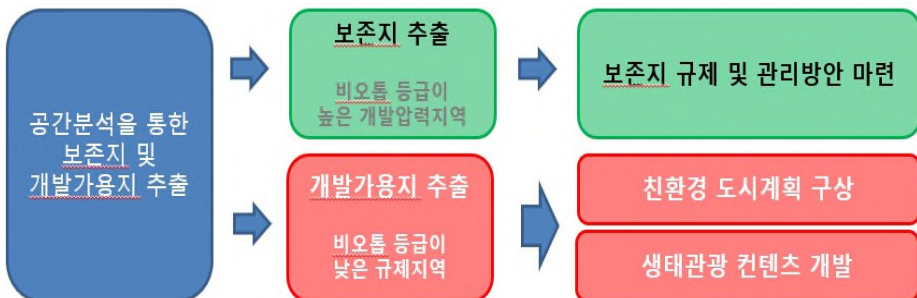 공간분석을 통한
보존지 및
개발가용지 추출
보존지 추출
비오톱 등급이
높은 개발압력지역
보존지 규제 및 관리방안 마련
개발가용지 추출
비오톱 등급이
낮은 규제지역
친환경 도시계획 구상
생태관광 컨텐츠 개발